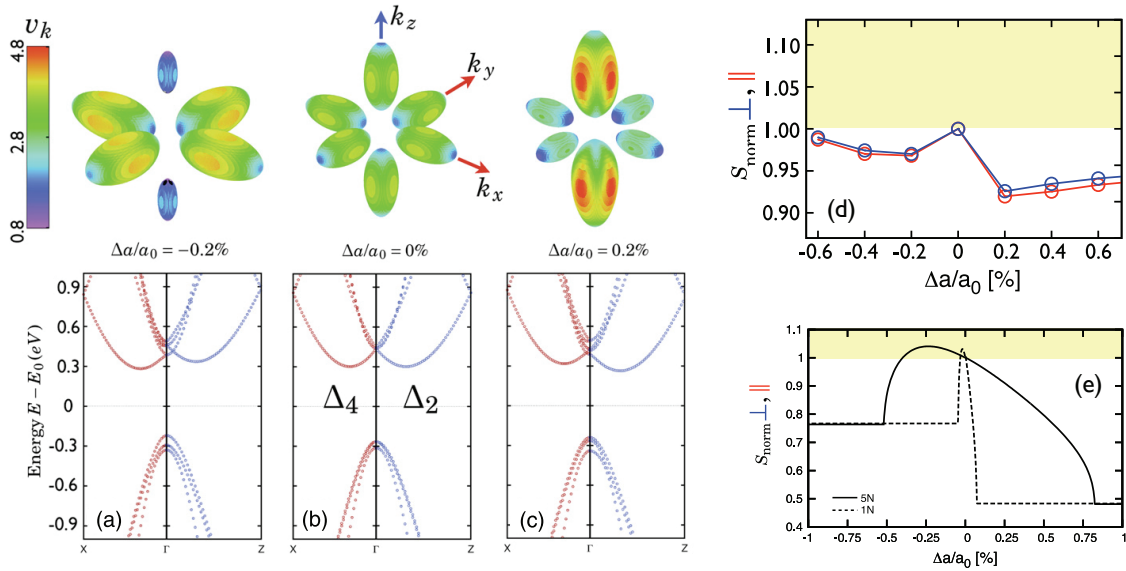 v_k
4.8
2.8
0.8
k_z
k_y
k_x
Δa/a₀ = −0.2%
Δa/a₀ = 0%
Δa/a₀ = 0.2%
Energy E − E₀ (eV)
0.9
0.6
0.3
0
-0.3
-0.6
-0.9
Δ₄
Δ₂
(a)
(b)
(c)
X Γ Z
X Γ Z
X Γ Z
S_norm ⊥, ||
1.10
1.05
1.00
0.95
0.90
(d)
-0.6 -0.4 -0.2 0 0.2 0.4 0.6
Δa/a₀ [%]
S_norm ⊥, ||
1.1
1
0.9
0.8
0.7
0.6
0.5
0.4
(e)
5N
1N
-1 -0.75 -0.5 -0.25 0 0.25 0.5 0.75 1
Δa/a₀ [%]